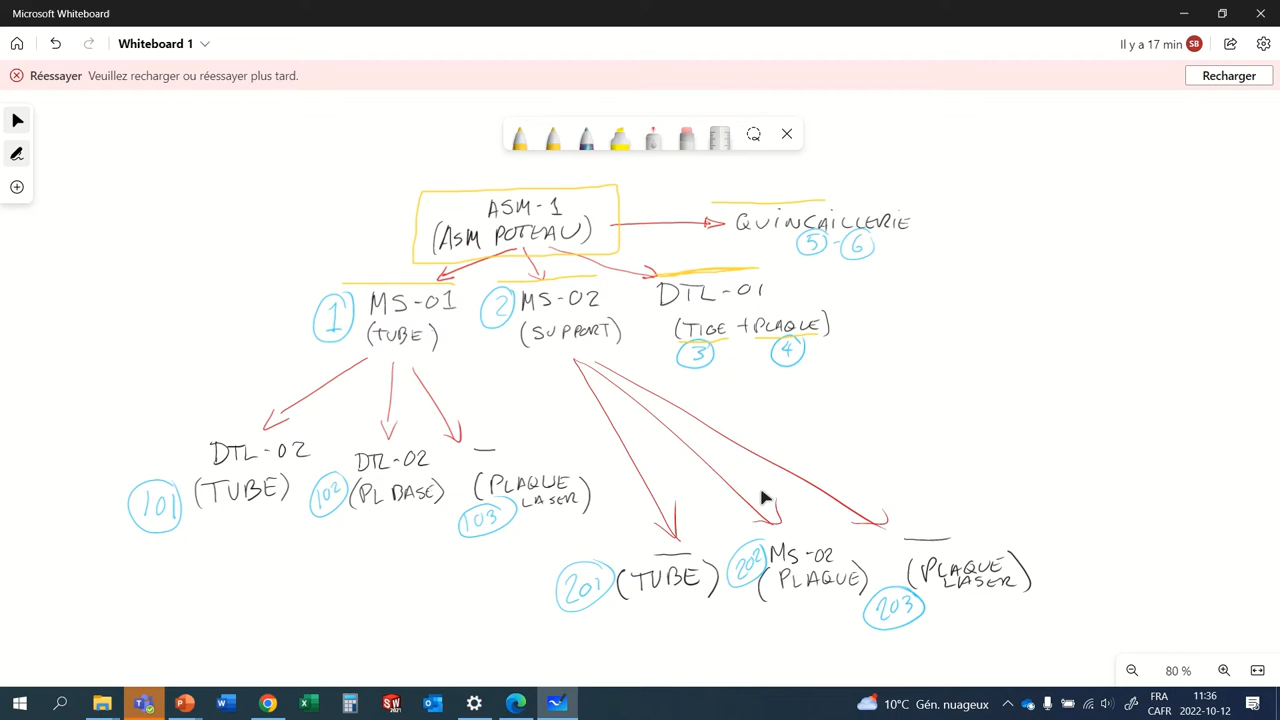 Microsoft Whiteboard
Whiteboard 1
Il y a 17 min SB
Réessayer Veuillez recharger ou réessayer plus tard.
Recharger
ASM-1
(ASM POTEAU)
QUINCAILLERIE
5 - 6
1 MS-01
(TUBE)
2 MS-02
(SUPPORT)
DTL-01
(TIGE + PLAQUE)
3 4
DTL-02
101 (TUBE)
DTL-02
102 (PL BASE)
—
(PLAQUE
LASER)
103
—
201 (TUBE)
202 MS-02
(PLAQUE)
—
(PLAQUE
LASER)
203
80 %
10°C Gén. nuageux
FRA
CAFR
11:36
2022-10-12